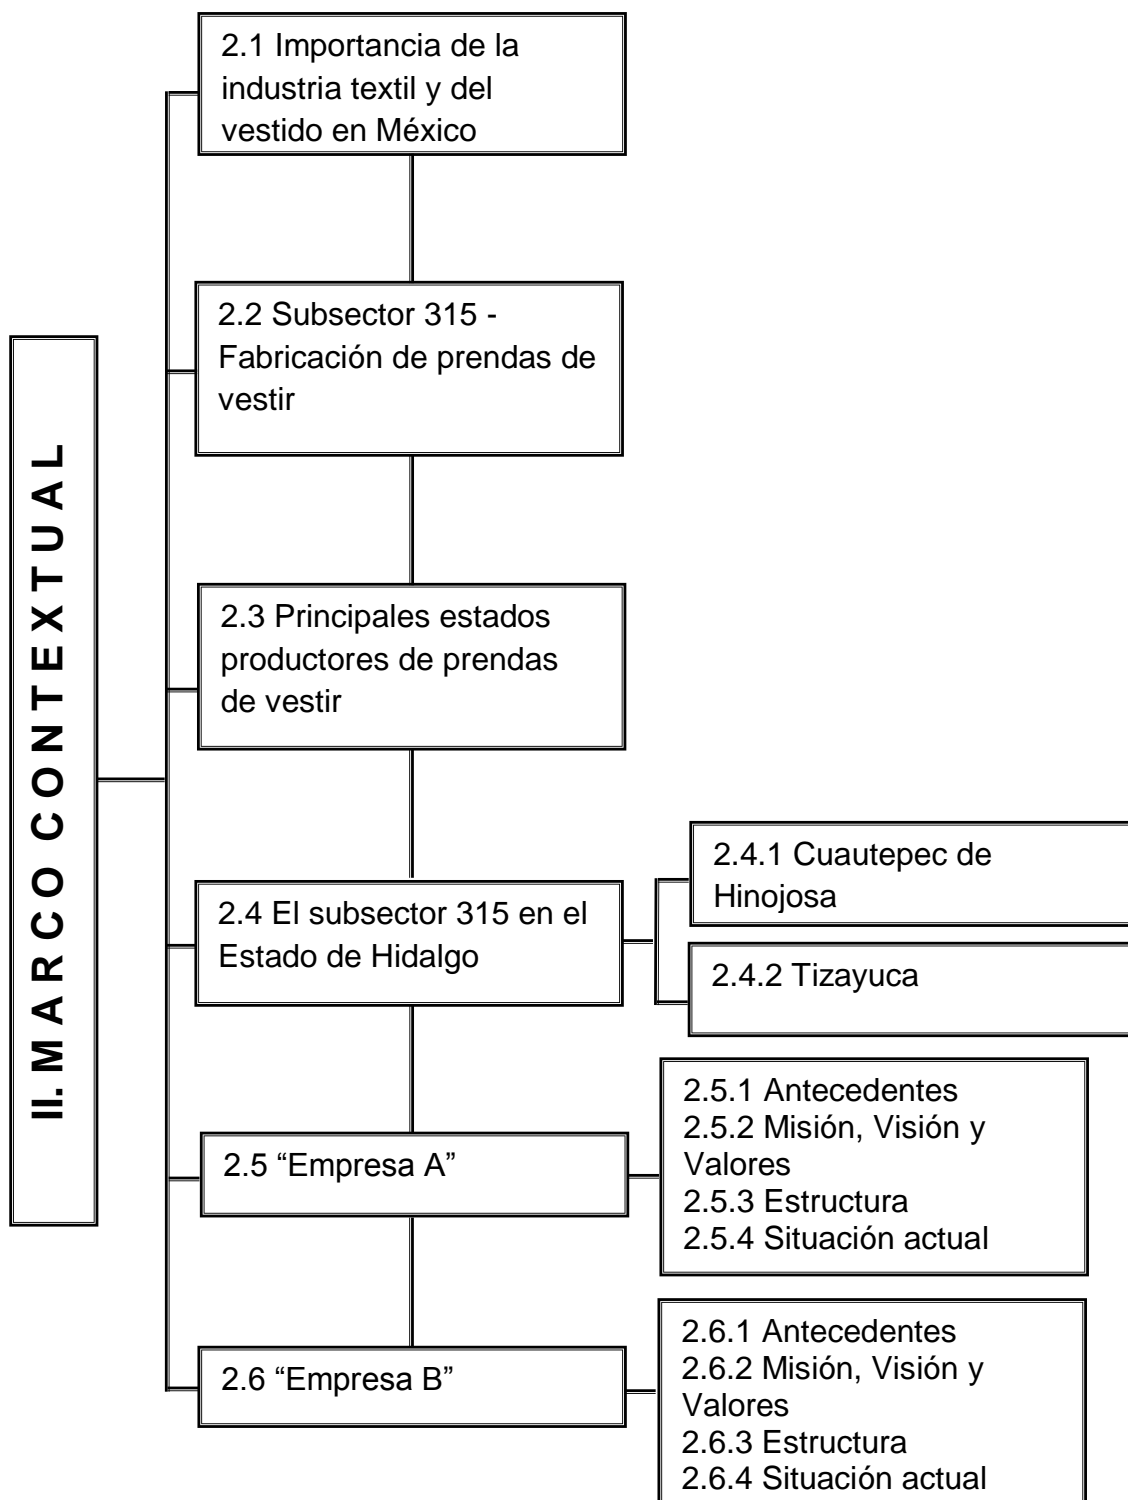 II. M A R C O C O N T E X T U A L
2.1 Importancia de la
industria textil y del
vestido en México
2.2 Subsector 315 -
Fabricación de prendas de
vestir
2.3 Principales estados
productores de prendas
de vestir
2.4 El subsector 315 en el
Estado de Hidalgo
2.4.1 Cuautepec de
Hinojosa
2.4.2 Tizayuca
2.5 “Empresa A”
2.5.1 Antecedentes
2.5.2 Misión, Visión y
Valores
2.5.3 Estructura
2.5.4 Situación actual
2.6 “Empresa B”
2.6.1 Antecedentes
2.6.2 Misión, Visión y
Valores
2.6.3 Estructura
2.6.4 Situación actual